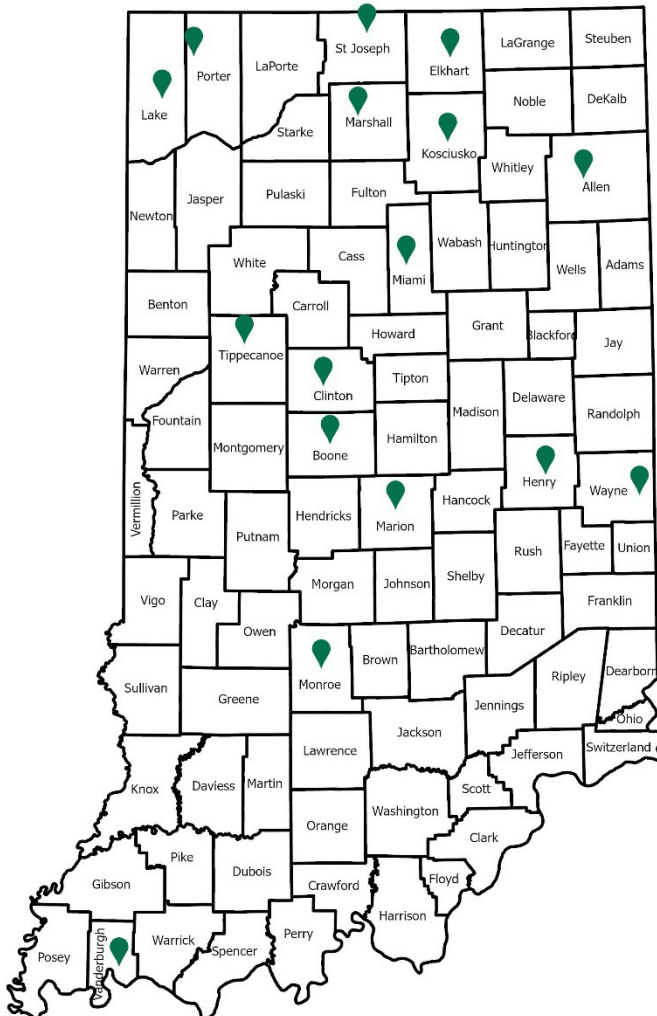 St Joseph
LaGrange
Steuben
Elkhart
LaPorte
Porter
Lake
Noble
DeKalb
Marshall
Starke
Kosciusko
Whitley
Allen
Pulaski
Fulton
Jasper
Newton
Wabash
Huntington
Cass
White
Miami
Wells
Adams
Benton
Carroll
Grant
Howard
Blackford
Jay
Tippecanoe
Warren
Clinton
Tipton
Delaware
Madison
Randolph
Fountain
Hamilton
Montgomery
Boone
Henry
Wayne
Hancock
Vermillion
Parke
Hendricks
Marion
Putnam
Rush
Fayette
Union
Shelby
Morgan
Johnson
Vigo
Clay
Franklin
Owen
Decatur
Bartholomew
Brown
Ripley
Dearborn
Monroe
Sullivan
Greene
Jennings
Ohio
Jackson
Switzerland
Lawrence
Jefferson
Knox
Daviess
Martin
Scott
Washington
Orange
Clark
Pike
Dubois
Floyd
Gibson
Crawford
Harrison
Perry
Warrick
Spencer
Posey
Vanderburgh